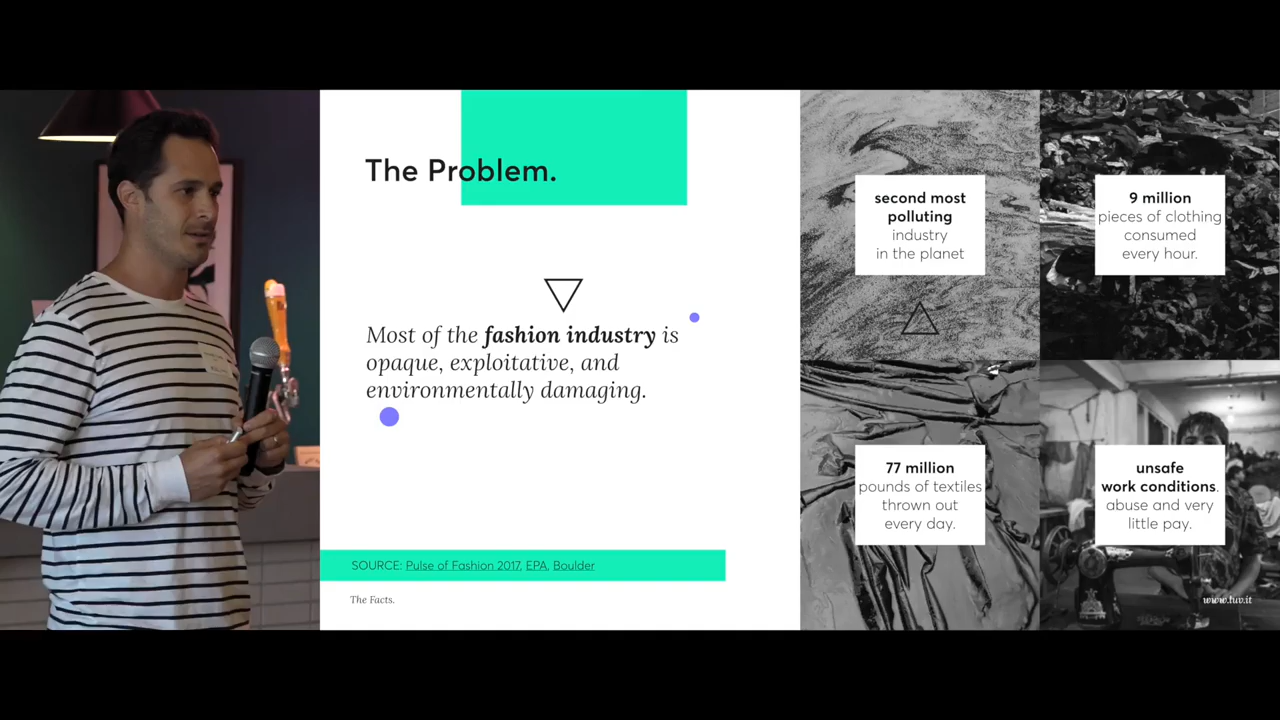 The Problem.
Most of the fashion industry is
opaque, exploitative, and
environmentally damaging.
SOURCE: Pulse of Fashion 2017, EPA, Boulder
The Facts.
second most
polluting
industry
in the planet
9 million
pieces of clothing
consumed
every hour.
77 million
pounds of textiles
thrown out
every day.
unsafe
work conditions.
abuse and very
little pay.
www.tuv.it